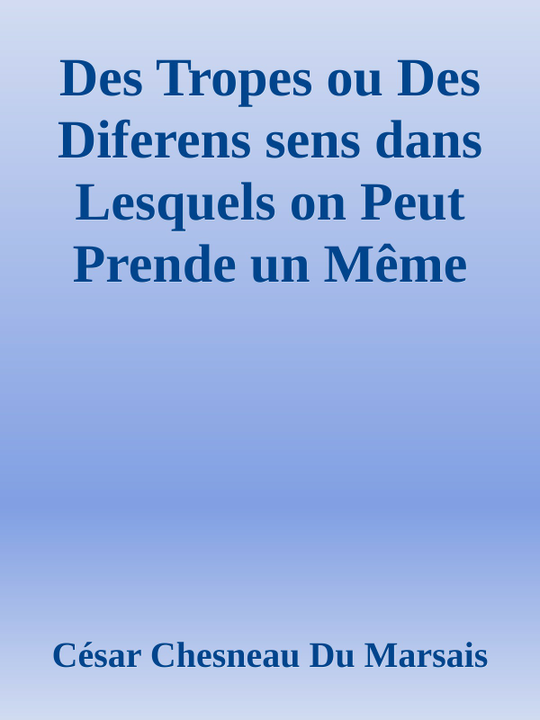 Des Tropes ou Des
Diferens sens dans
Lesquels on Peut
Prende un Même
César Chesneau Du Marsais